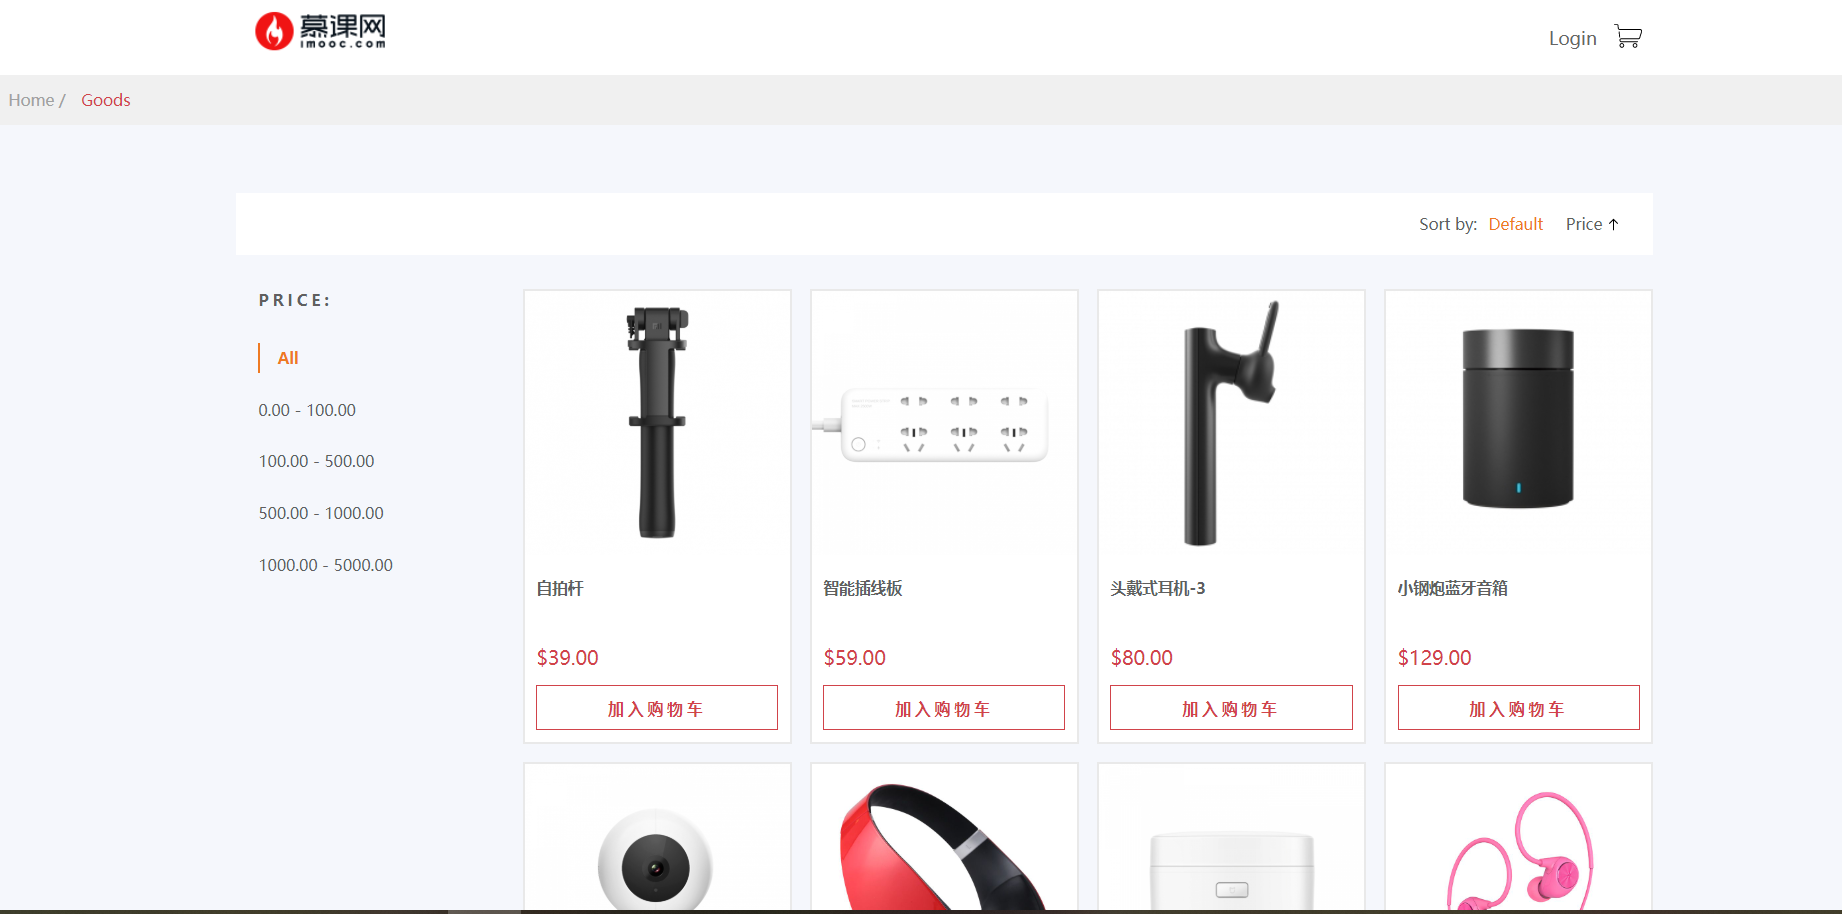 慕课网
imooc.com
Login
Home / Goods
Sort by: Default Price ↑
PRICE:
All
0.00 - 100.00
100.00 - 500.00
500.00 - 1000.00
1000.00 - 5000.00
自拍杆
$39.00
加入购物车
智能插线板
$59.00
加入购物车
头戴式耳机-3
$80.00
加入购物车
小钢炮蓝牙音箱
$129.00
加入购物车